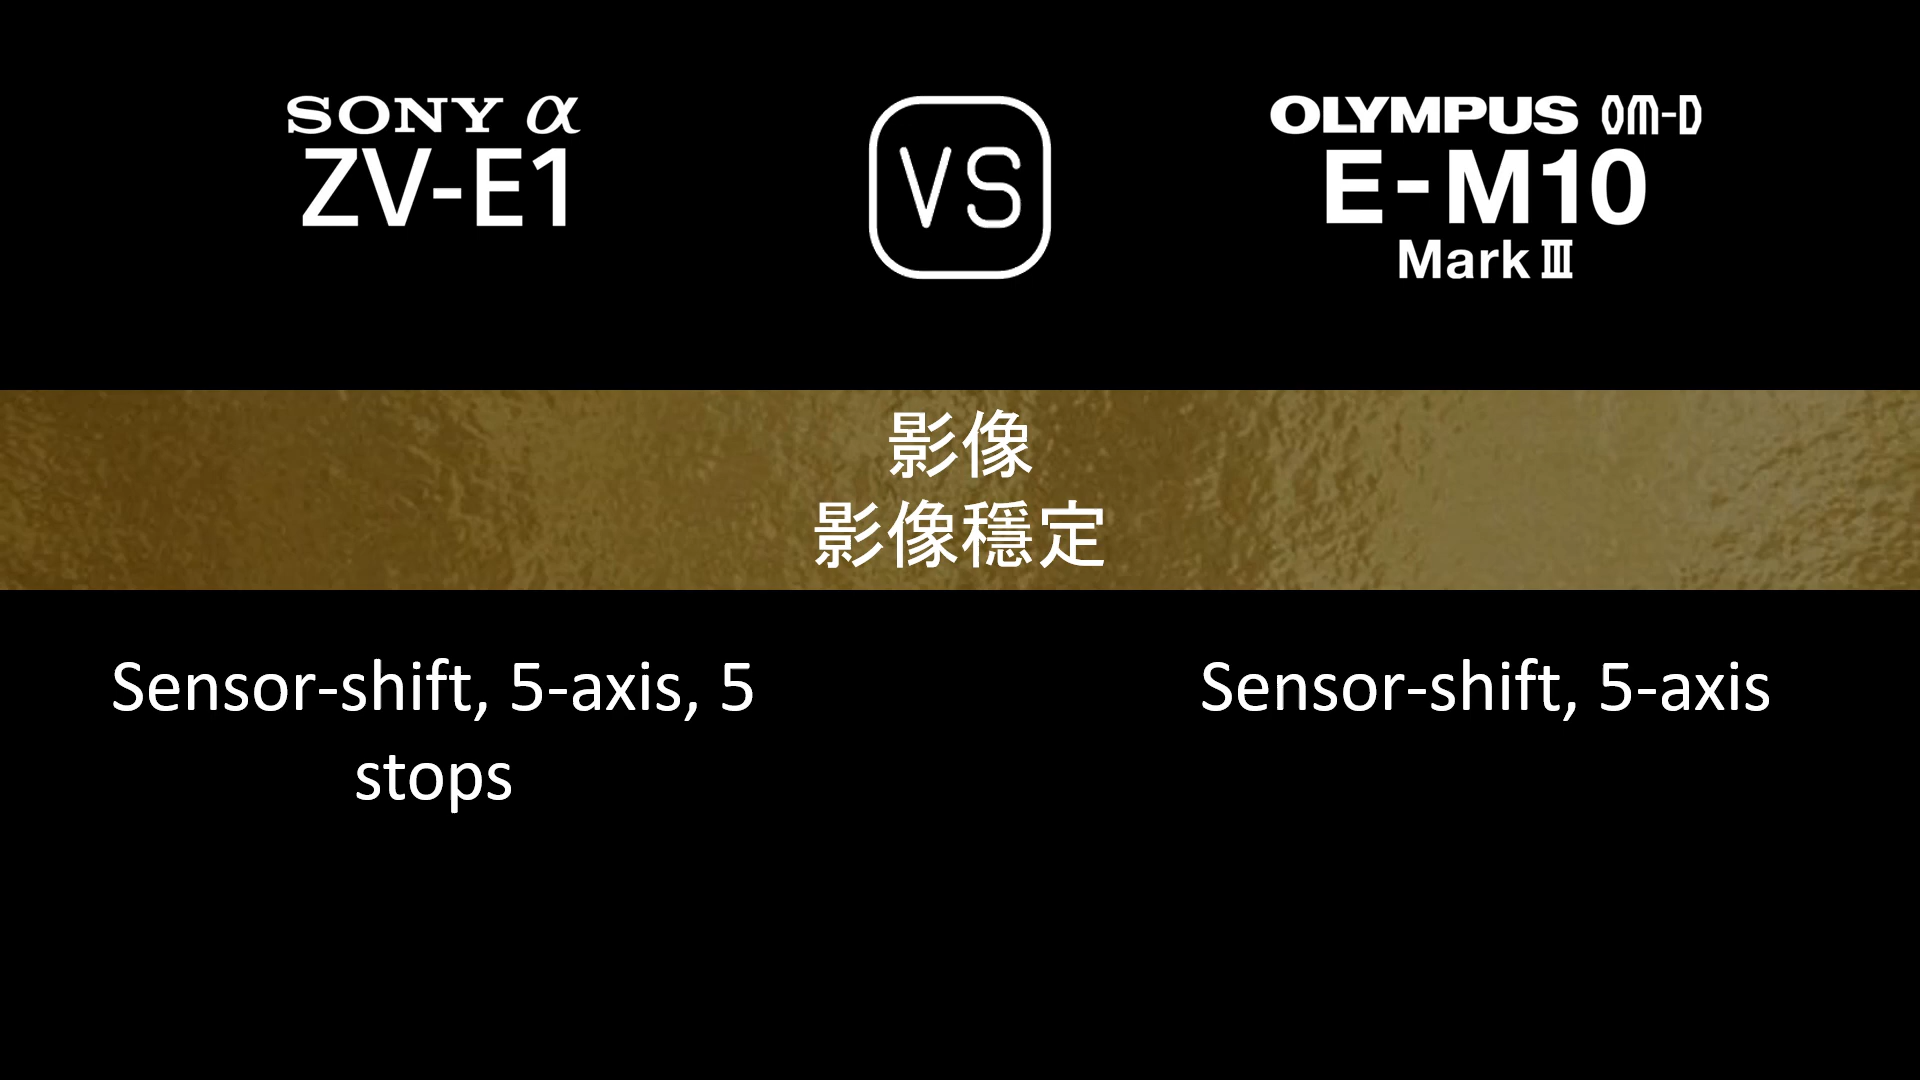 SONY α
ZV-E1
VS
OLYMPUS OM-D
E-M10
Mark III
影像
影像穩定
Sensor-shift, 5-axis, 5
stops
Sensor-shift, 5-axis